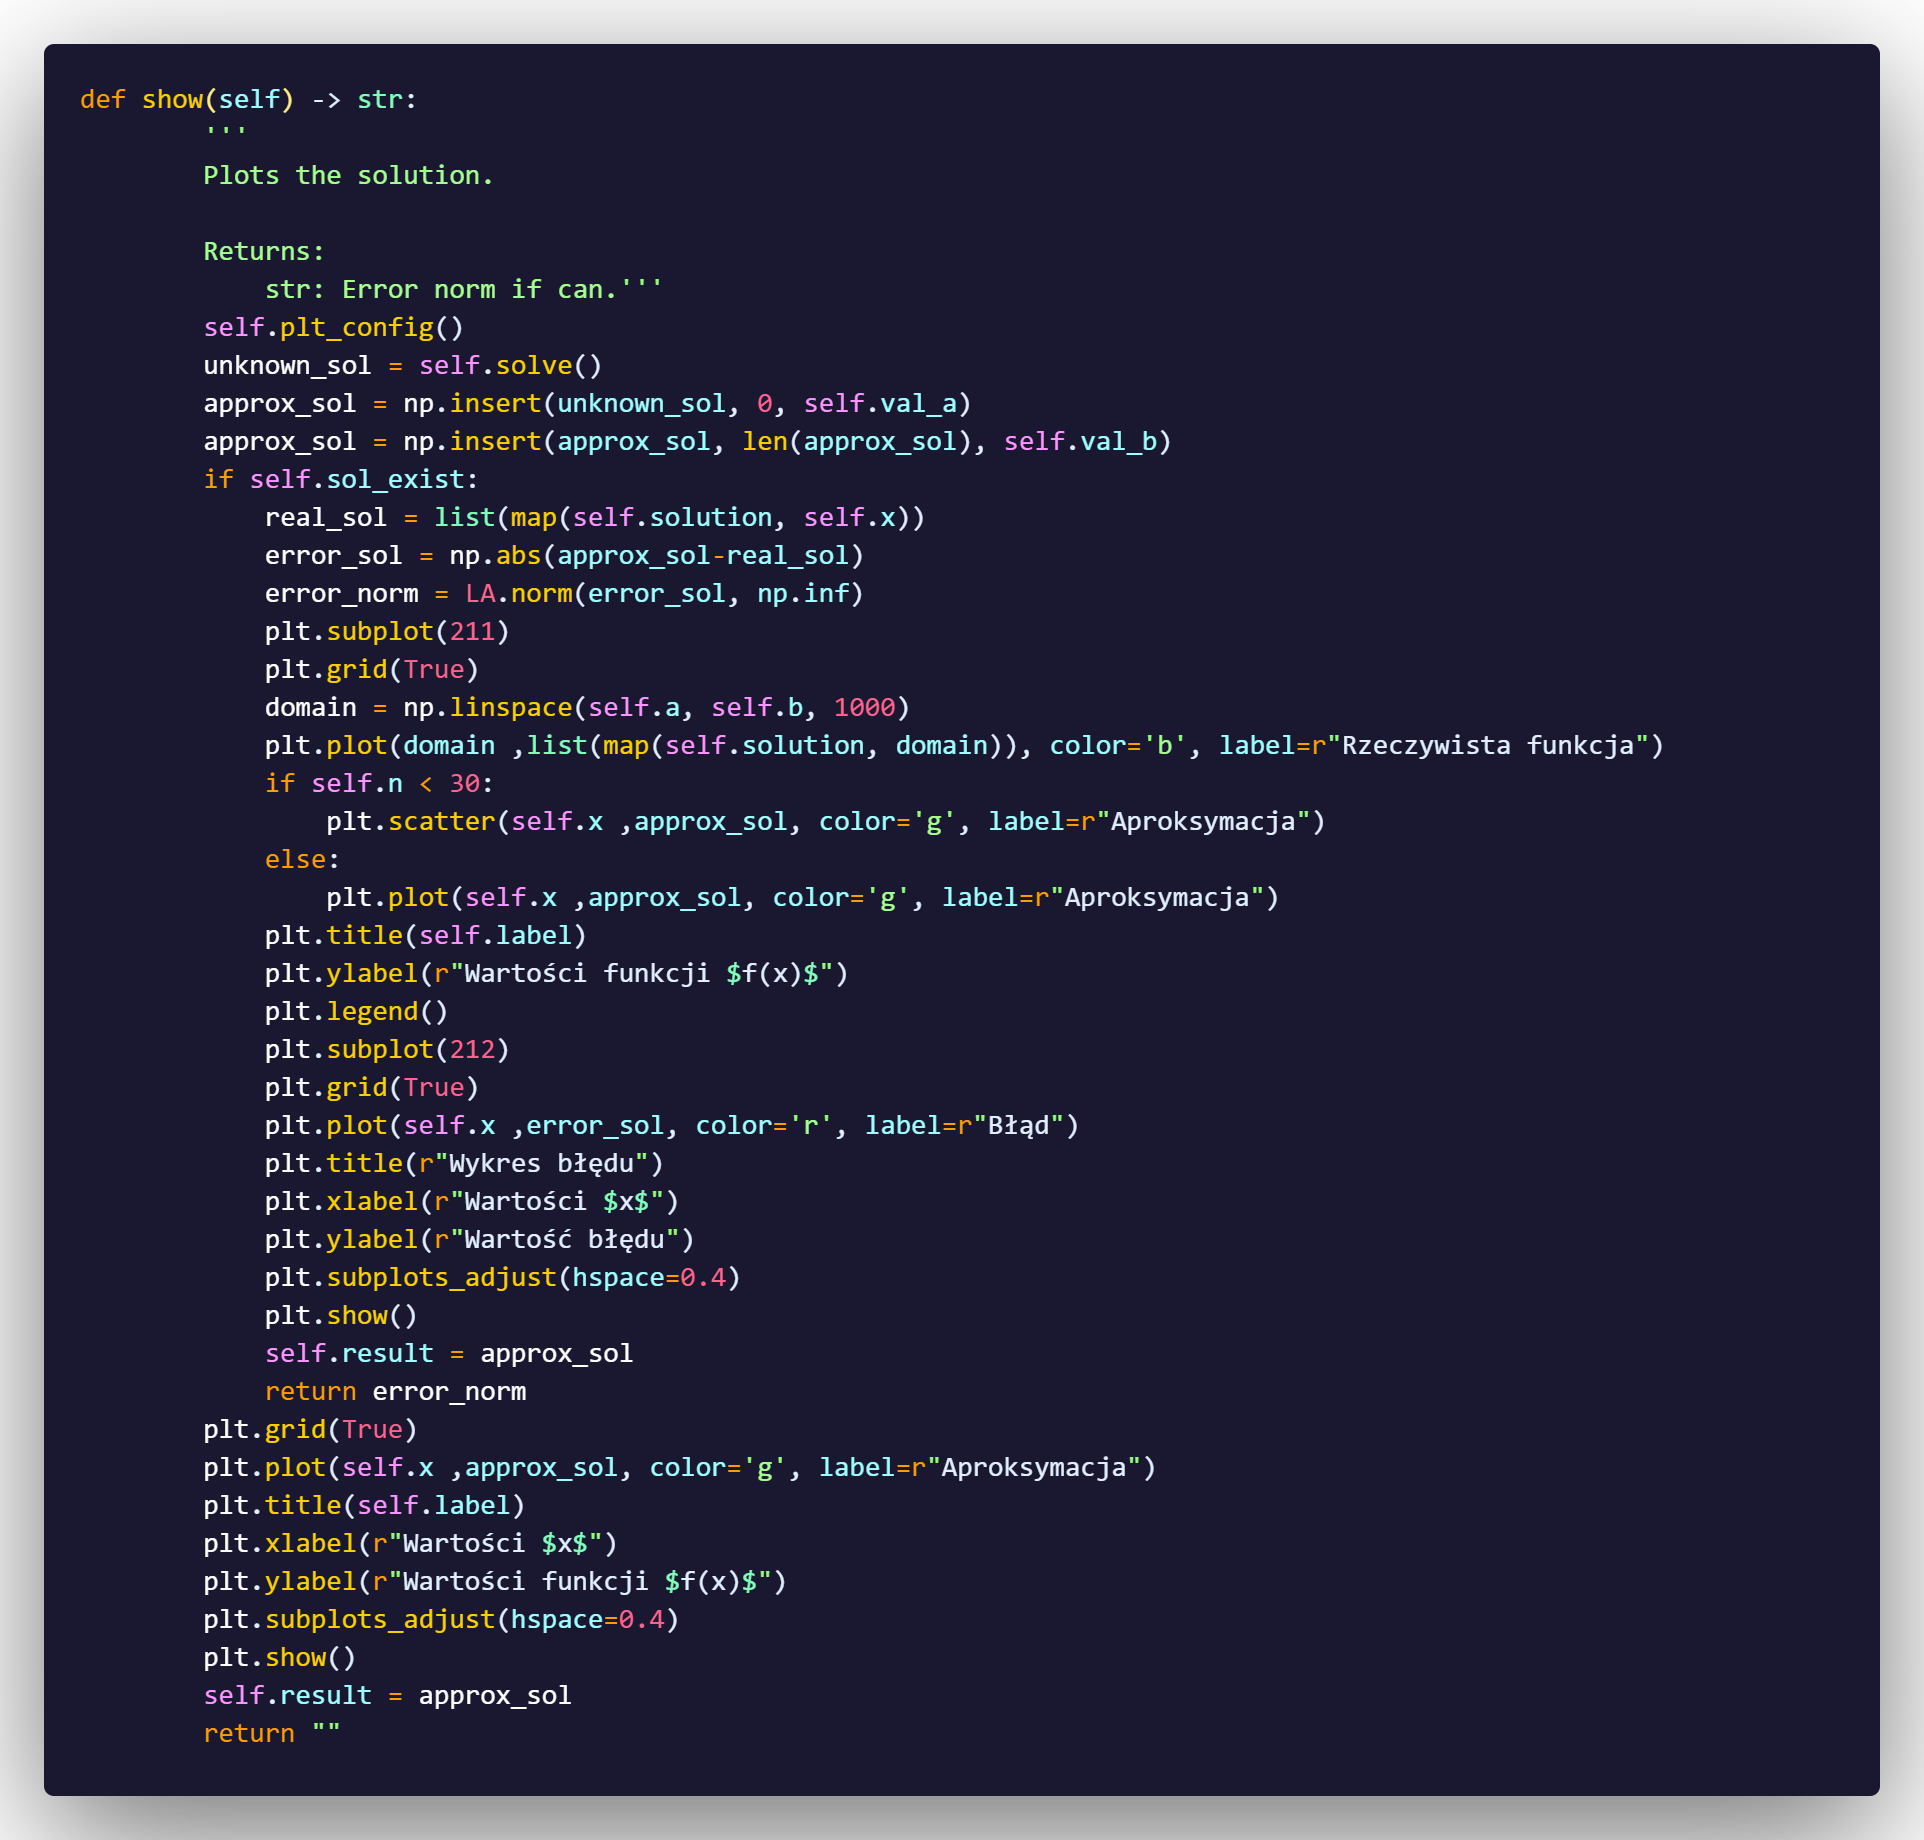 def show(self) -> str:
        '''
        Plots the solution.

        Returns:
            str: Error norm if can.'''
        self.plt_config()
        unknown_sol = self.solve()
        approx_sol = np.insert(unknown_sol, 0, self.val_a)
        approx_sol = np.insert(approx_sol, len(approx_sol), self.val_b)
        if self.sol_exist:
            real_sol = list(map(self.solution, self.x))
            error_sol = np.abs(approx_sol-real_sol)
            error_norm = LA.norm(error_sol, np.inf)
            plt.subplot(211)
            plt.grid(True)
            domain = np.linspace(self.a, self.b, 1000)
            plt.plot(domain ,list(map(self.solution, domain)), color='b', label=r"Rzeczywista funkcja")
            if self.n < 30:
                plt.scatter(self.x ,approx_sol, color='g', label=r"Aproksymacja")
            else:
                plt.plot(self.x ,approx_sol, color='g', label=r"Aproksymacja")
            plt.title(self.label)
            plt.ylabel(r"Wartości funkcji $f(x)$")
            plt.legend()
            plt.subplot(212)
            plt.grid(True)
            plt.plot(self.x ,error_sol, color='r', label=r"Błąd")
            plt.title(r"Wykres błędu")
            plt.xlabel(r"Wartości $x$")
            plt.ylabel(r"Wartość błędu")
            plt.subplots_adjust(hspace=0.4)
            plt.show()
            self.result = approx_sol
            return error_norm
        plt.grid(True)
        plt.plot(self.x ,approx_sol, color='g', label=r"Aproksymacja")
        plt.title(self.label)
        plt.xlabel(r"Wartości $x$")
        plt.ylabel(r"Wartości funkcji $f(x)$")
        plt.subplots_adjust(hspace=0.4)
        plt.show()
        self.result = approx_sol
        return ""